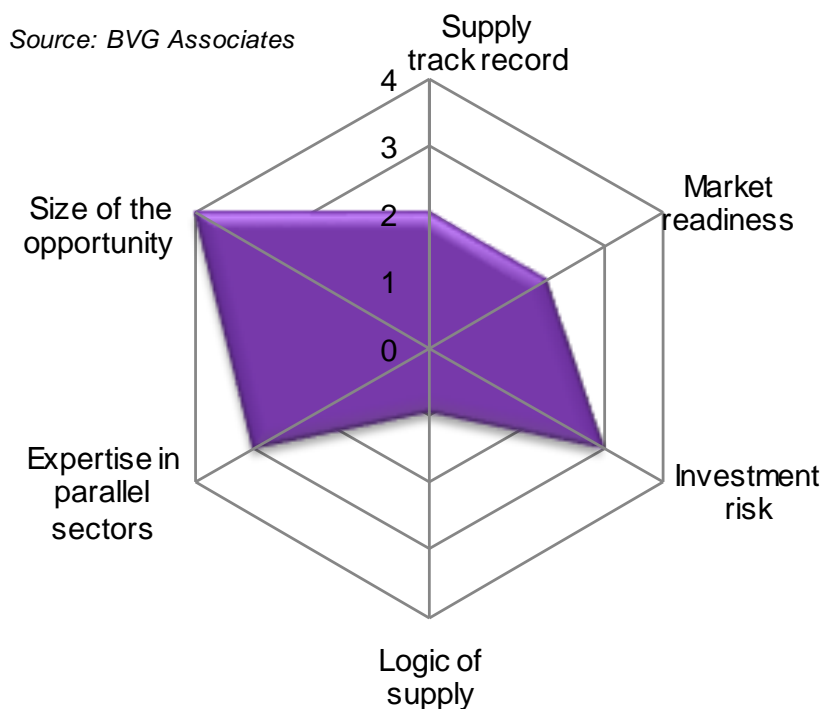 Source: BVG Associates
Supply
track record
4
3
2
1
0
Market
readiness
Size of the
opportunity
Expertise in
parallel
sectors
Investment
risk
Logic of
supply